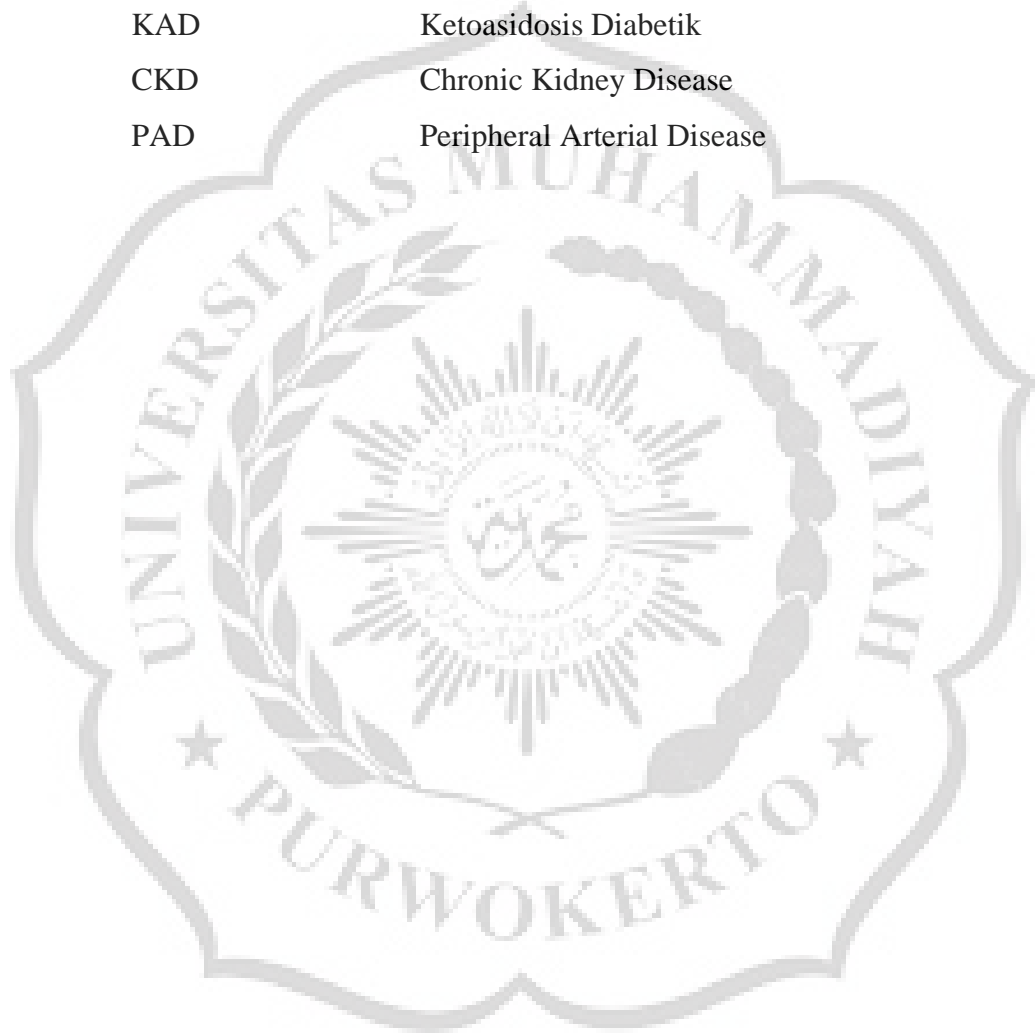 KAD Ketoasidosis Diabetik
CKD Chronic Kidney Disease
PAD Peripheral Arterial Disease
UNIVERSITAS MUHAMMADIYAH
PURWOKERTO